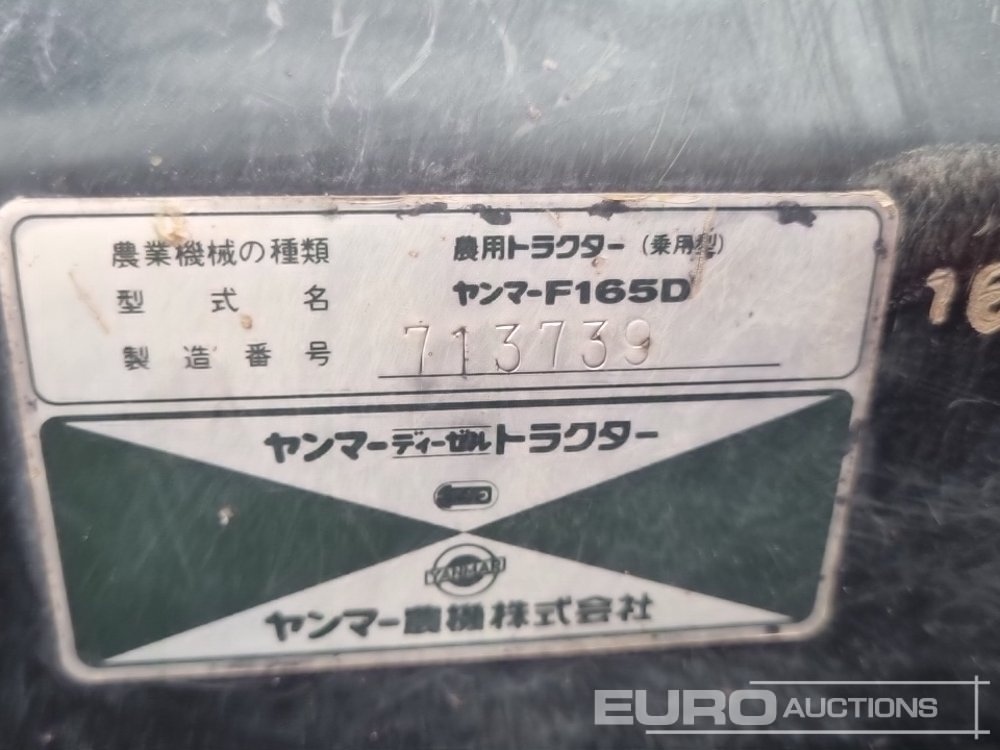 農業機械の種類 農用トラクター（乗用型）
型式名 ヤンマーF165D
製造番号 713739
16
ヤンマーディーゼルトラクター
YANMAR
ヤンマー農機株式会社
EURO AUCTIONS